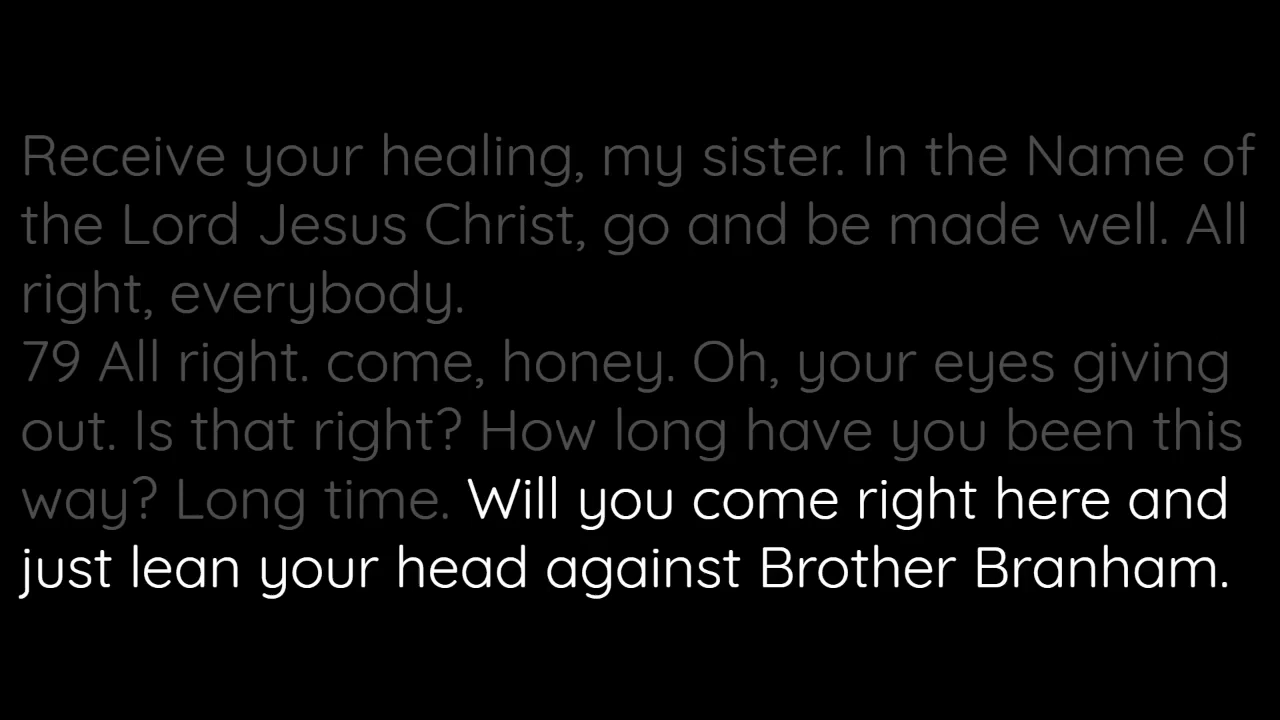 Receive your healing, my sister. In the Name of
the Lord Jesus Christ, go and be made well. All
right, everybody.
79 All right. come, honey. Oh, your eyes giving
out. Is that right? How long have you been this
way? Long time. Will you come right here and
just lean your head against Brother Branham.